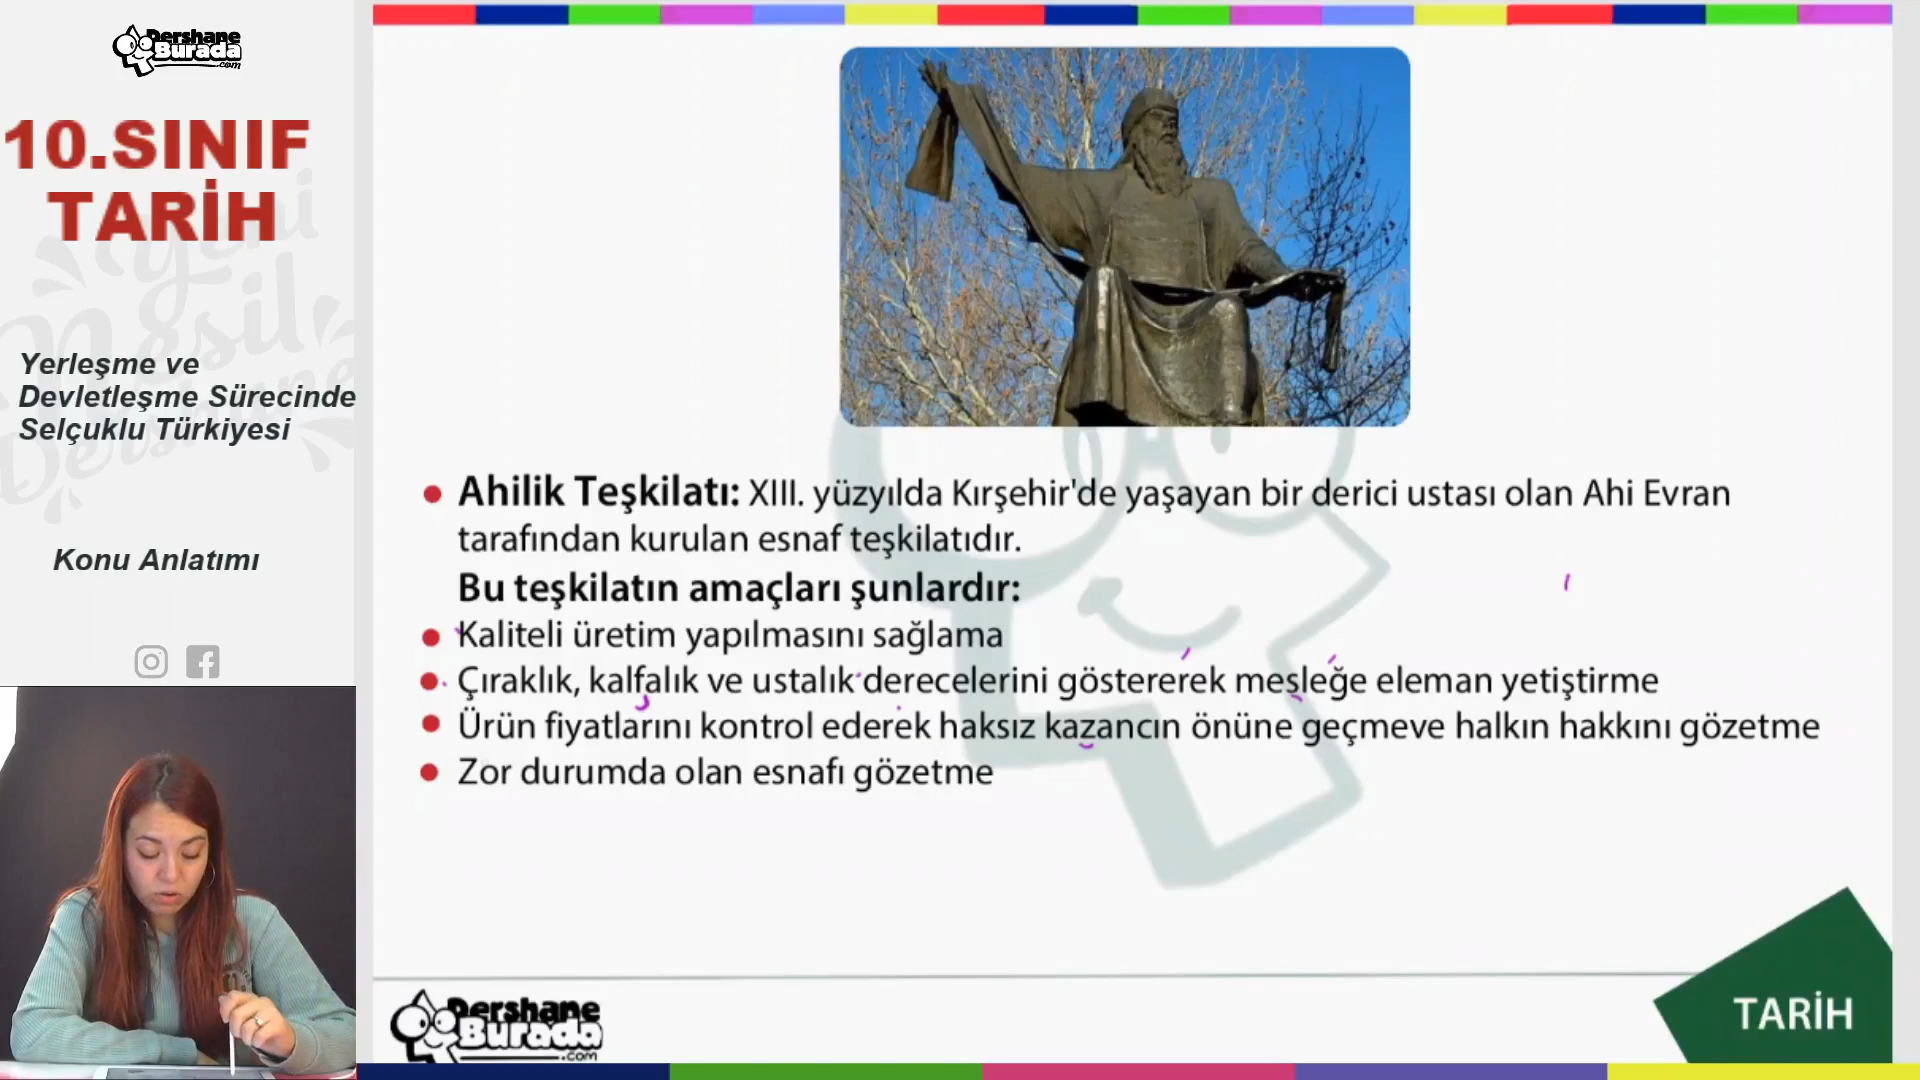 Dershane
Burada
.com
10.SINIF
TARİH
Yerleşme ve
Devletleşme Sürecinde
Selçuklu Türkiyesi
Konu Anlatımı
Ahilik Teşkilatı: XIII. yüzyılda Kırşehir'de yaşayan bir derici ustası olan Ahi Evran
tarafından kurulan esnaf teşkilatıdır.
Bu teşkilatın amaçları şunlardır:
Kaliteli üretim yapılmasını sağlama
Çıraklık, kalfalık ve ustalık derecelerini göstererek mesleğe eleman yetiştirme
Ürün fiyatlarını kontrol ederek haksız kazancın önüne geçmeve halkın hakkını gözetme
Zor durumda olan esnafı gözetme
Dershane
Burada
.com
TARİH